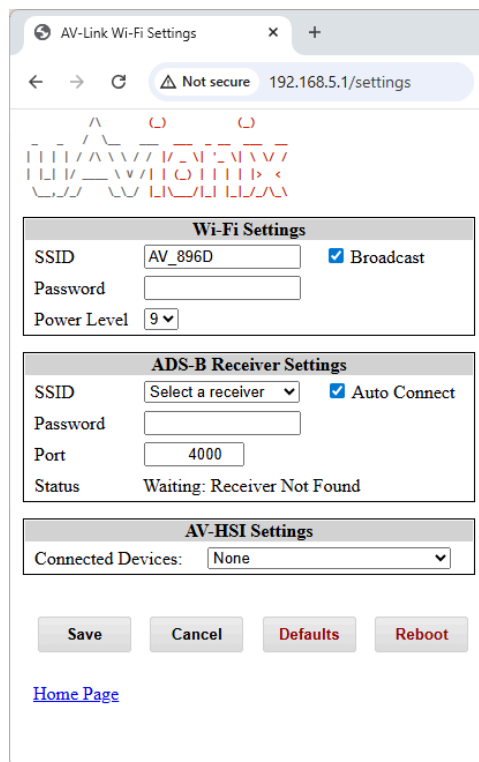 AV-Link Wi-Fi Settings
Not secure 192.168.5.1/settings
uAvionix
Wi-Fi Settings
SSID AV_896D Broadcast
Password
Power Level 9
ADS-B Receiver Settings
SSID Select a receiver Auto Connect
Password
Port 4000
Status Waiting: Receiver Not Found
AV-HSI Settings
Connected Devices: None
Save Cancel Defaults Reboot
Home Page